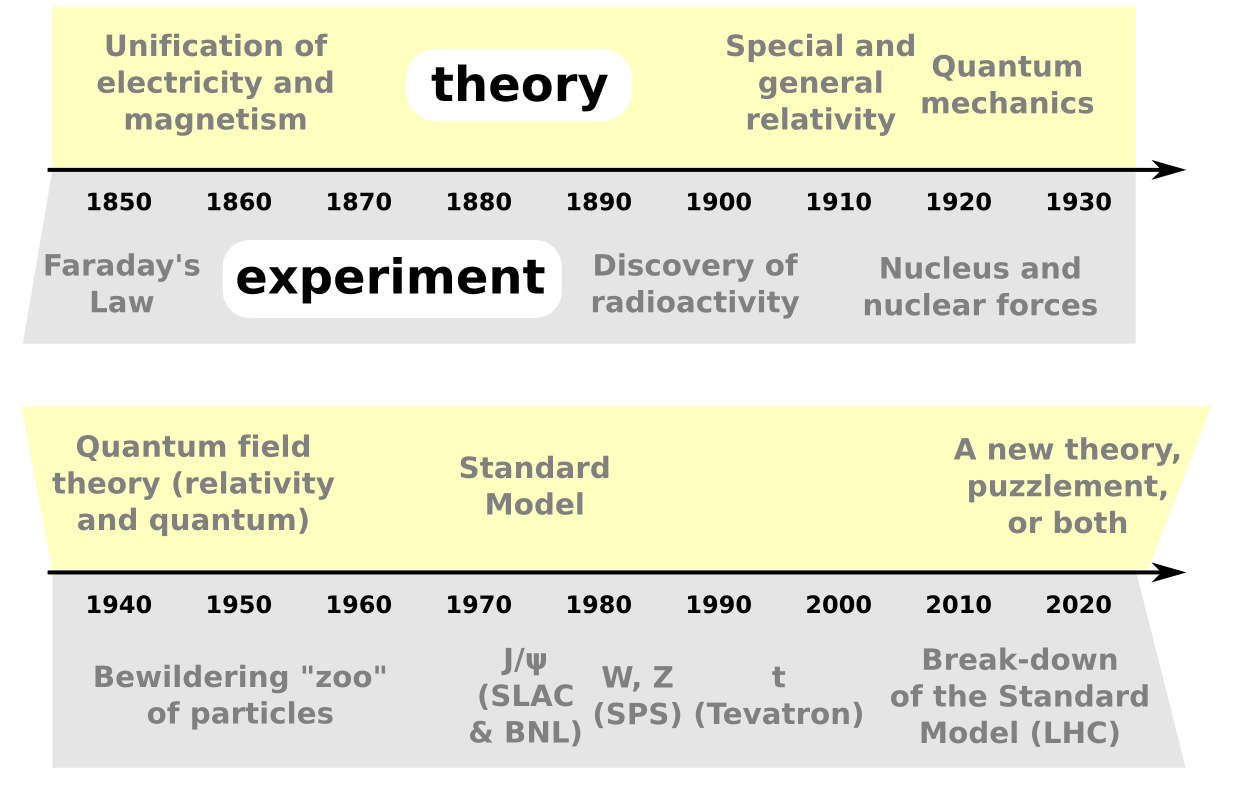 Unification of
electricity and
magnetism
theory
Special and
general
relativity
Quantum
mechanics
1850 1860 1870 1880 1890 1900 1910 1920 1930
Faraday's
Law
experiment
Discovery of
radioactivity
Nucleus and
nuclear forces
Quantum field
theory (relativity
and quantum)
Standard
Model
A new theory,
puzzlement,
or both
1940 1950 1960 1970 1980 1990 2000 2010 2020
Bewildering "zoo"
of particles
J/ψ
(SLAC
& BNL)
W, Z
(SPS)
t
(Tevatron)
Break-down
of the Standard
Model (LHC)